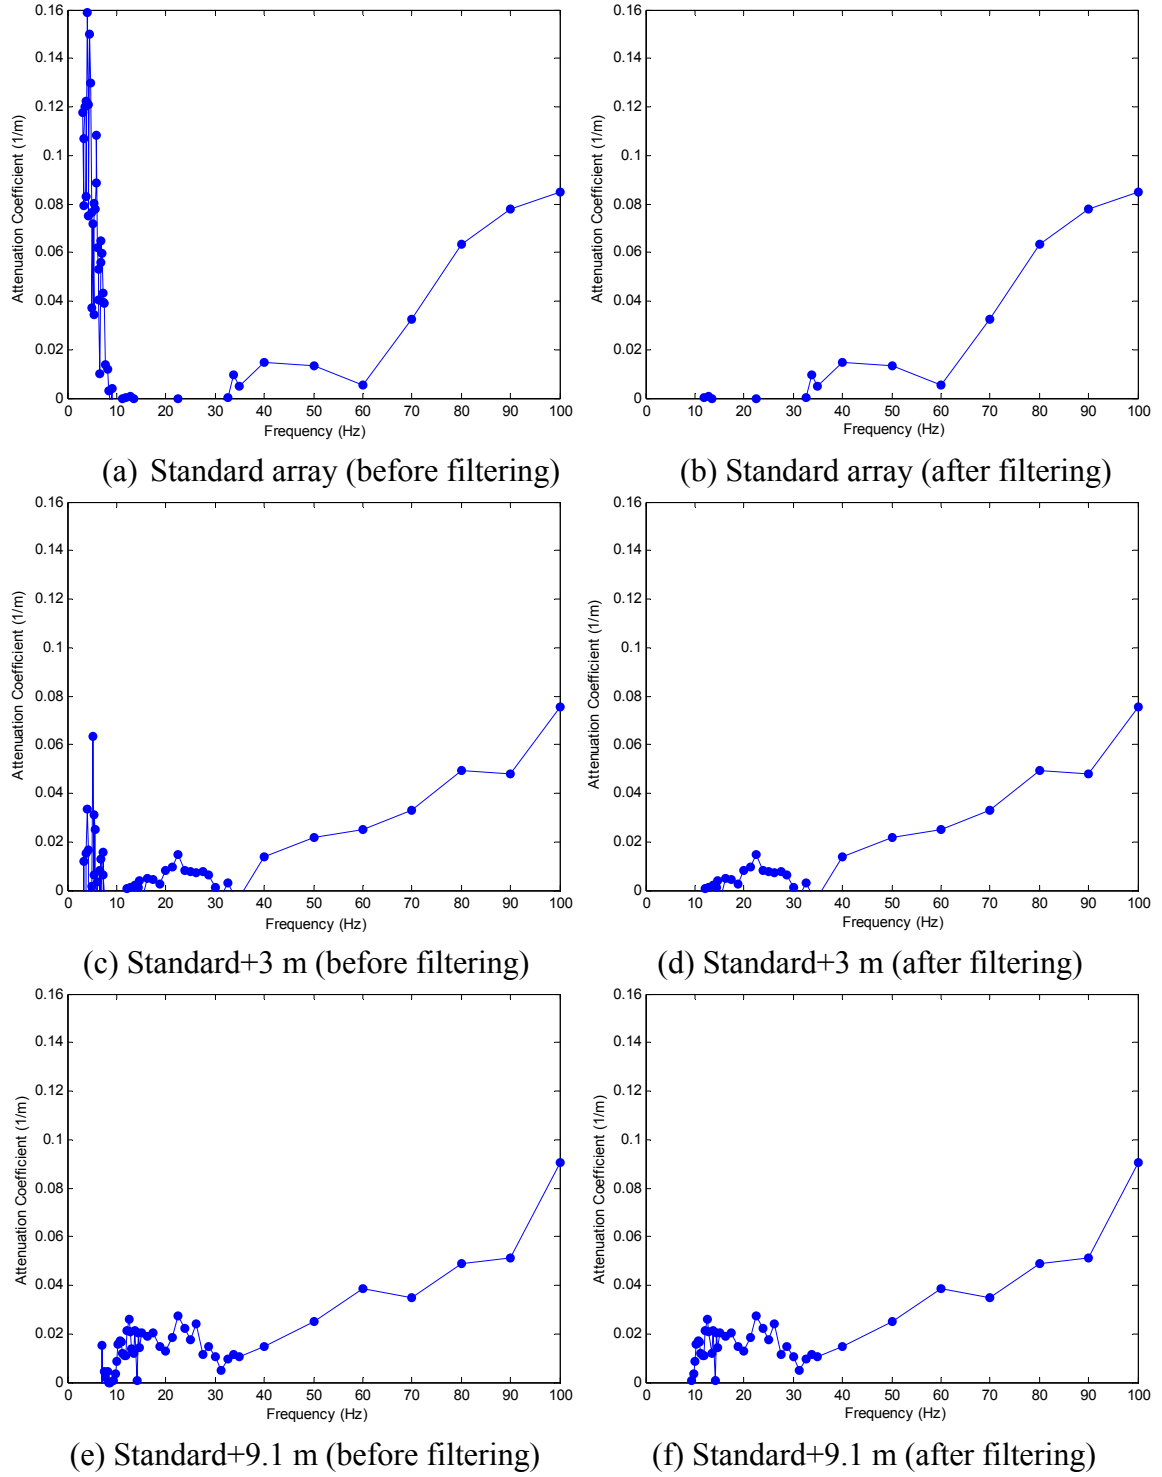 0.16 0.16
0.14 0.14
0.12 0.12
0.1 0.1
0.08 0.08
0.06 0.06
0.04 0.04
0.02 0.02
0 0
Attenuation Coefficient (1/m) Attenuation Coefficient (1/m)
0 10 20 30 40 50 60 70 80 90 100 0 10 20 30 40 50 60 70 80 90 100
Frequency (Hz) Frequency (Hz)
(a) Standard array (before filtering) (b) Standard array (after filtering)
0.16 0.16
0.14 0.14
0.12 0.12
0.1 0.1
0.08 0.08
0.06 0.06
0.04 0.04
0.02 0.02
0 0
Attenuation Coefficient (1/m) Attenuation Coefficient (1/m)
0 10 20 30 40 50 60 70 80 90 100 0 10 20 30 40 50 60 70 80 90 100
Frequency (Hz) Frequency (Hz)
(c) Standard+3 m (before filtering) (d) Standard+3 m (after filtering)
0.16 0.16
0.14 0.14
0.12 0.12
0.1 0.1
0.08 0.08
0.06 0.06
0.04 0.04
0.02 0.02
0 0
Attenuation Coefficient (1/m) Attenuation Coefficient (1/m)
0 10 20 30 40 50 60 70 80 90 100 0 10 20 30 40 50 60 70 80 90 100
Frequency (Hz) Frequency (Hz)
(e) Standard+9.1 m (before filtering) (f) Standard+9.1 m (after filtering)